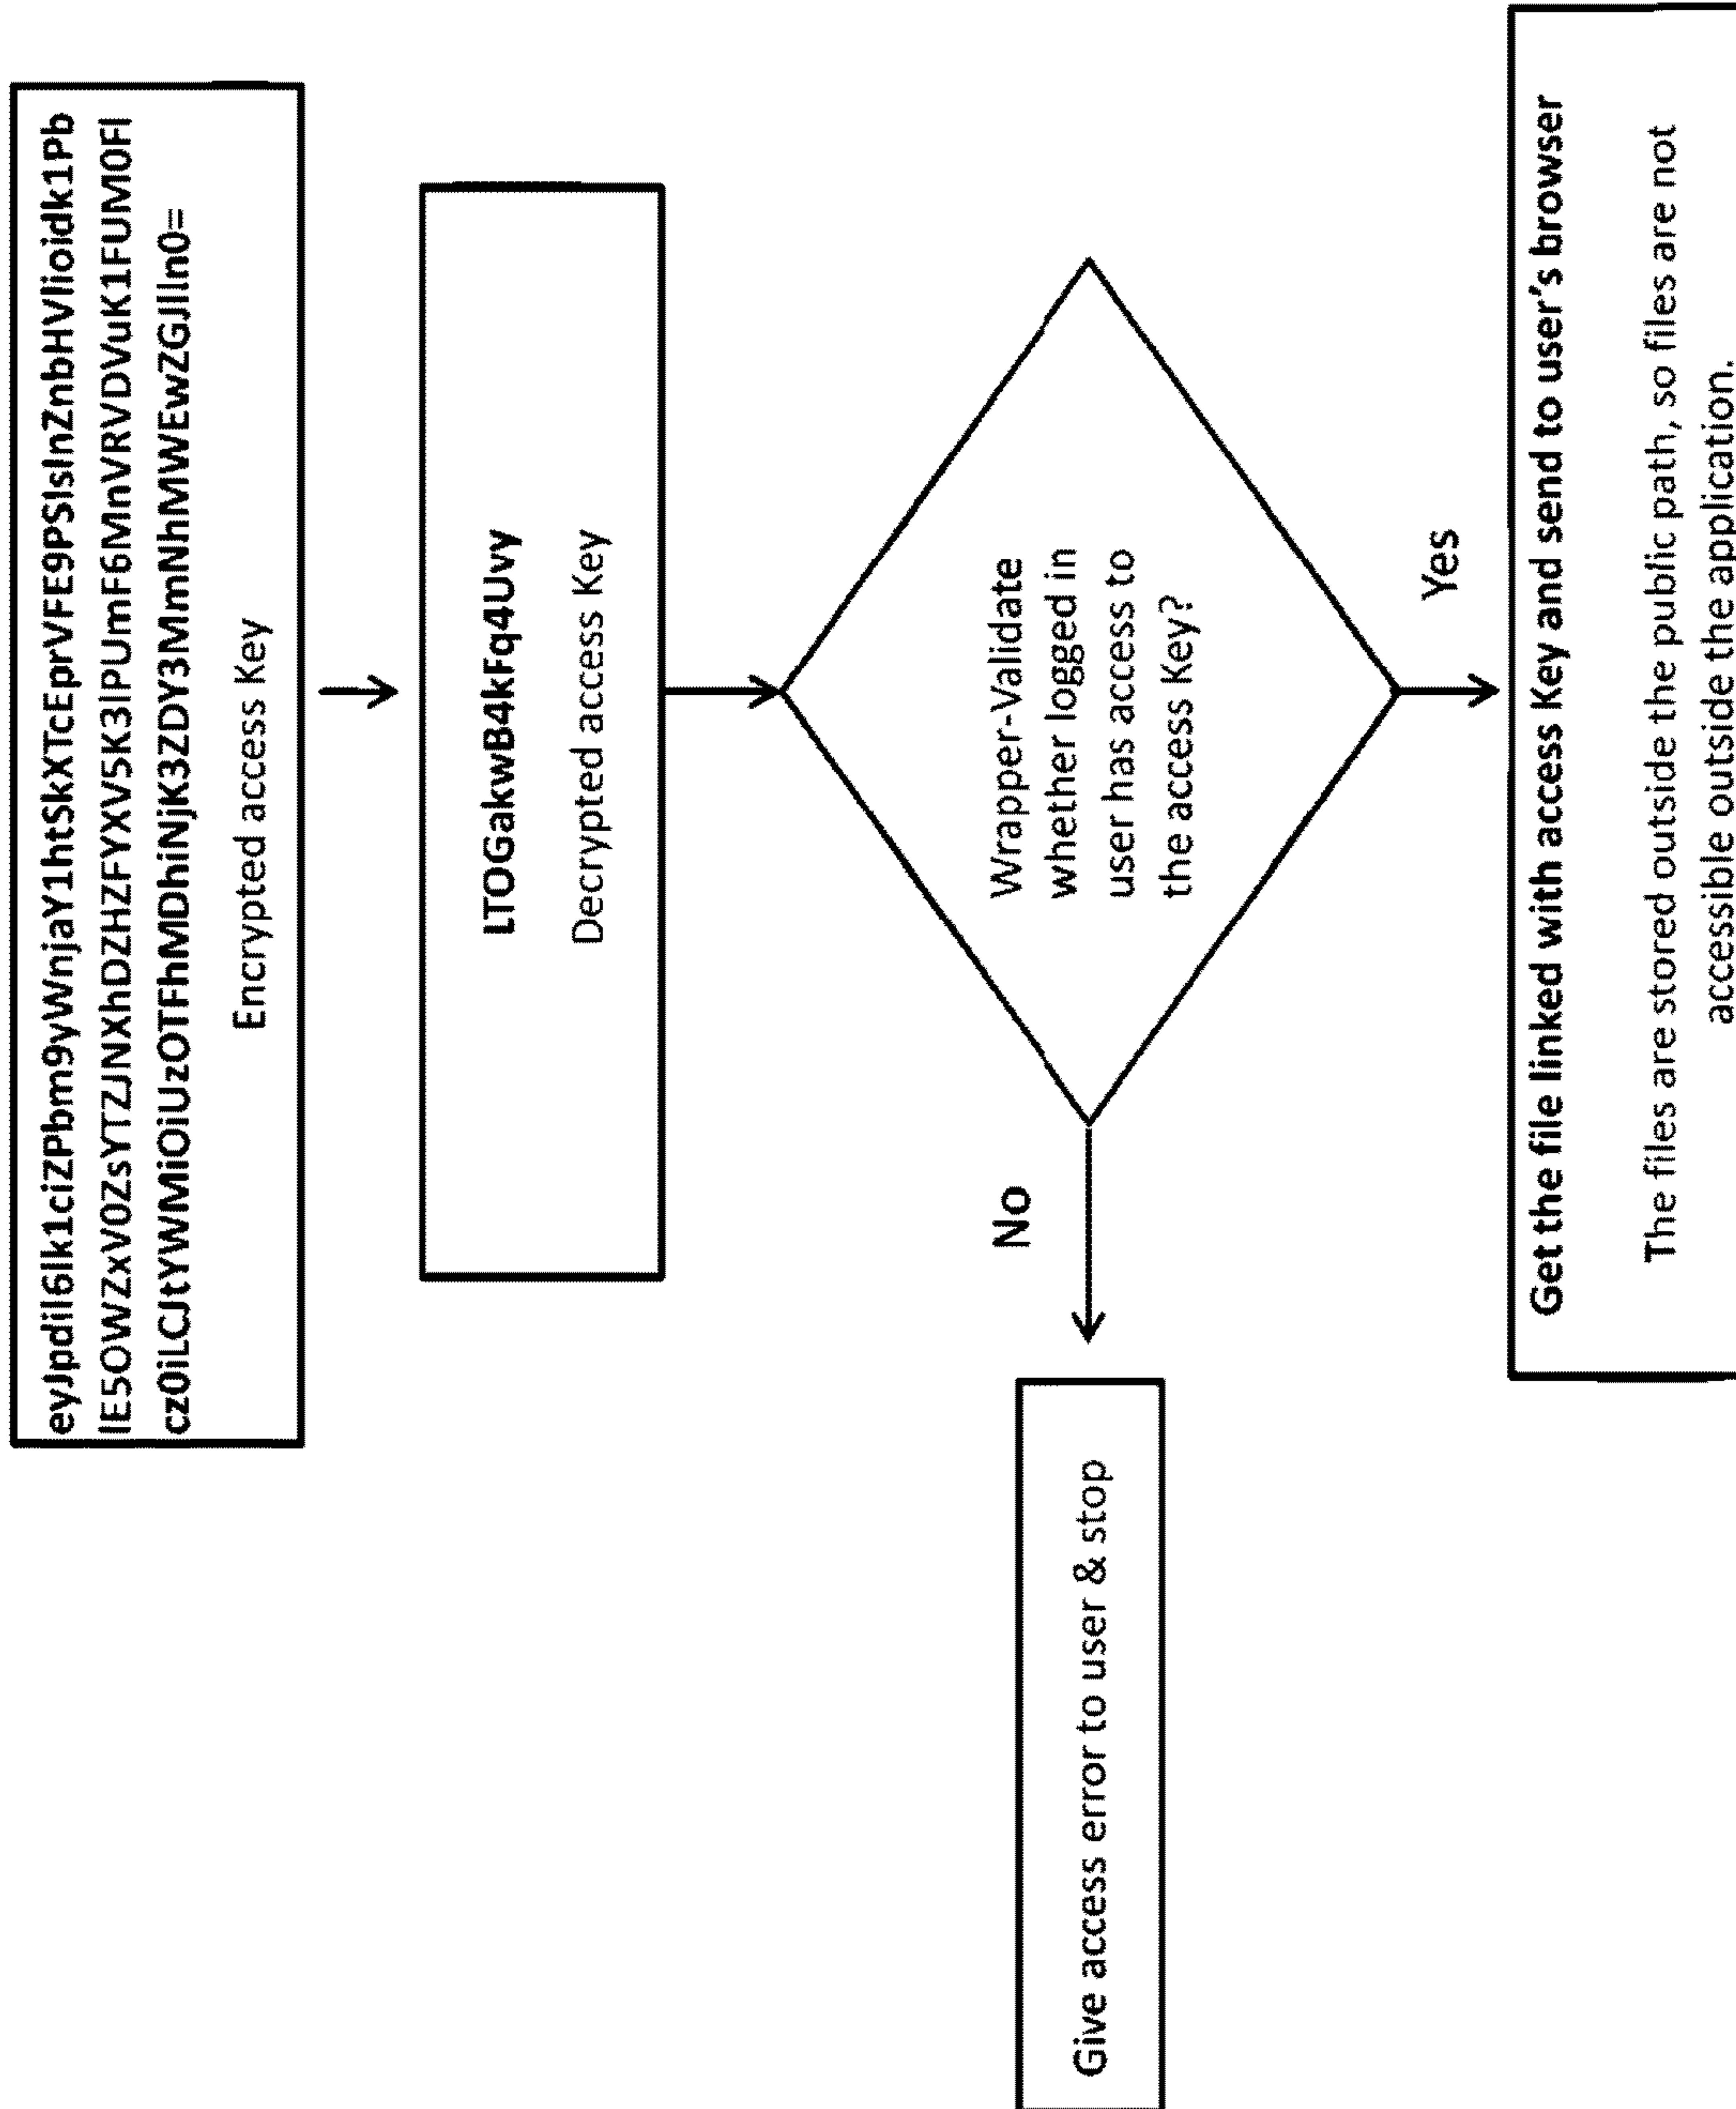 eyJpdiI6Ik1ciZPbm9yWnjaY1htSkXTcEprVFE9PSIsInZnbHVlioidk1Pb
IE5OWZxV0ZsYTZJNXhDZHZFYXV5K3lPUmF6MnVRVDVuK1FUM0Fl
cz0iLCJtYWMiOiUzOTFhMDhiNjK3ZDY3MmNhMWEwZGJlIn0=
Encrypted access Key
LTOGakwB4kFq4Uvy
Decrypted access Key
Wrapper-Validate
whether logged in
user has access to
the access Key?
No
Yes
Give access error to user & stop
Get the file linked with access Key and send to user's browser
The files are stored outside the public path, so files are not
accessible outside the application.